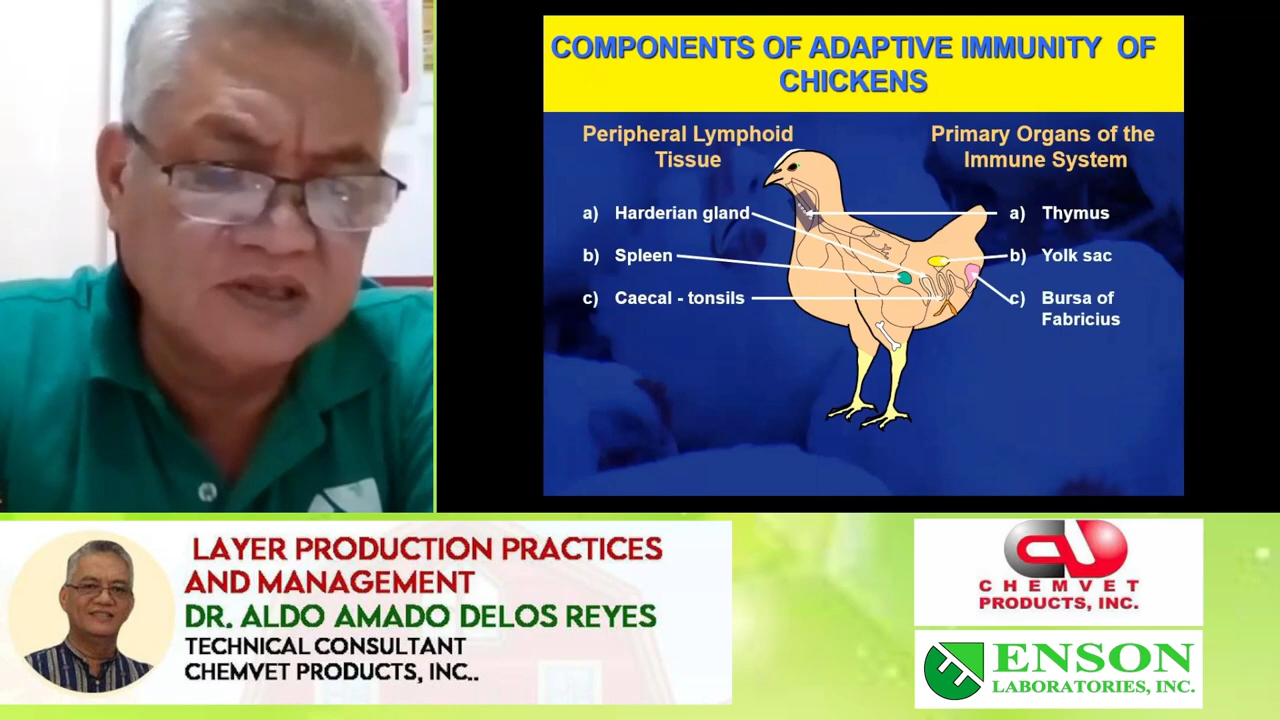 COMPONENTS OF ADAPTIVE IMMUNITY OF
CHICKENS
Peripheral Lymphoid
Tissue
a) Harderian gland
b) Spleen
c) Caecal - tonsils
Primary Organs of the
Immune System
a) Thymus
b) Yolk sac
c) Bursa of
Fabricius
LAYER PRODUCTION PRACTICES
AND MANAGEMENT
DR. ALDO AMADO DELOS REYES
TECHNICAL CONSULTANT
CHEMVET PRODUCTS, INC..
CHEMVET
PRODUCTS, INC.
ENSON
LABORATORIES, INC.